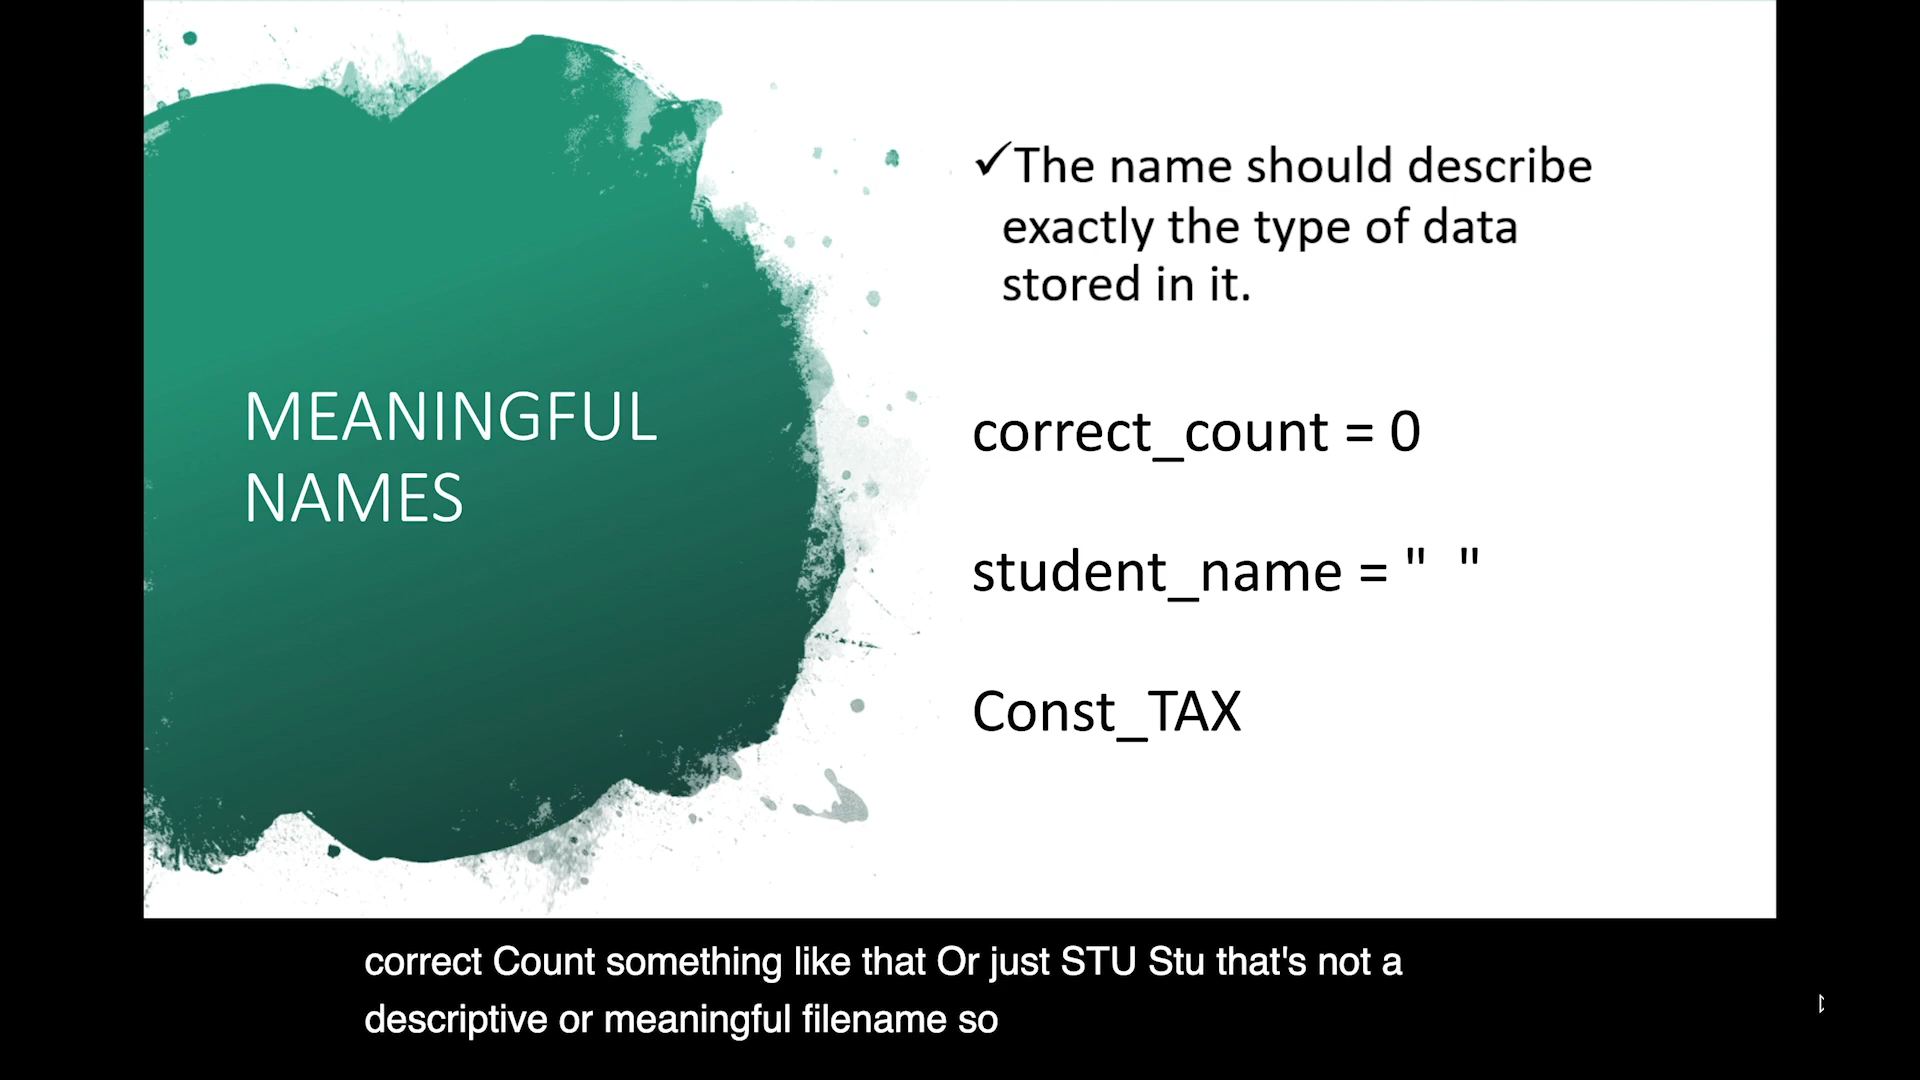 MEANINGFUL
NAMES
✓The name should describe
exactly the type of data
stored in it.
correct_count = 0
student_name = "  "
Const_TAX
correct Count something like that Or just STU Stu that's not a
descriptive or meaningful filename so